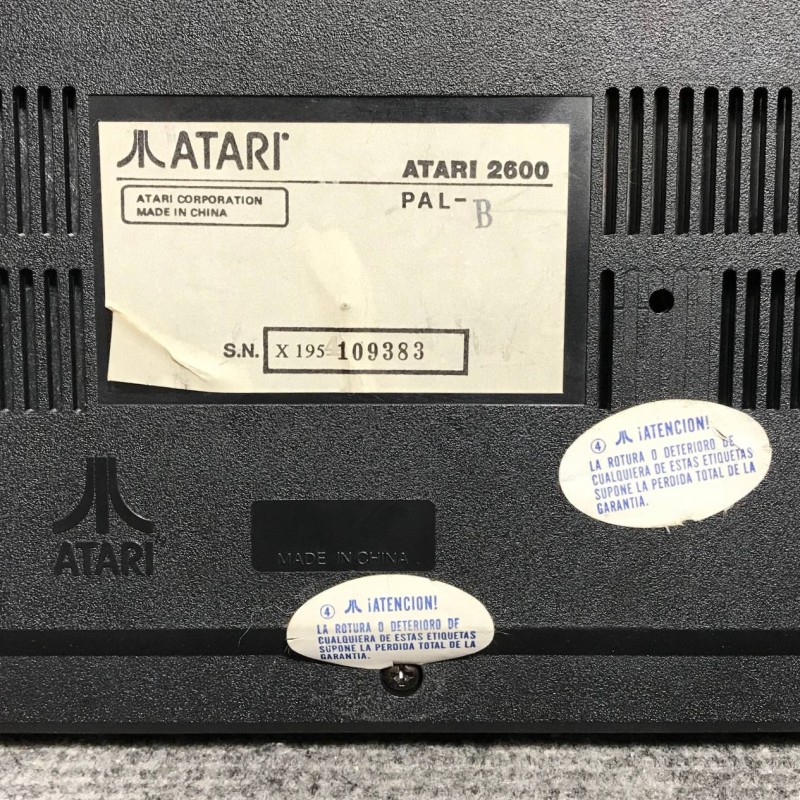 ATARI®
ATARI 2600
ATARI CORPORATION
MADE IN CHINA
PAL-B
S.N. X 195 109383
4 ¡ATENCION!
LA ROTURA O DETERIORO DE
CUALQUIERA DE ESTAS ETIQUETAS
SUPONE LA PERDIDA TOTAL DE LA
GARANTIA.
ATARI™
MADE IN CHINA
4 ¡ATENCION!
LA ROTURA O DETERIORO DE
CUALQUIERA DE ESTAS ETIQUETAS
SUPONE LA PERDIDA TOTAL DE LA
GARANTIA.